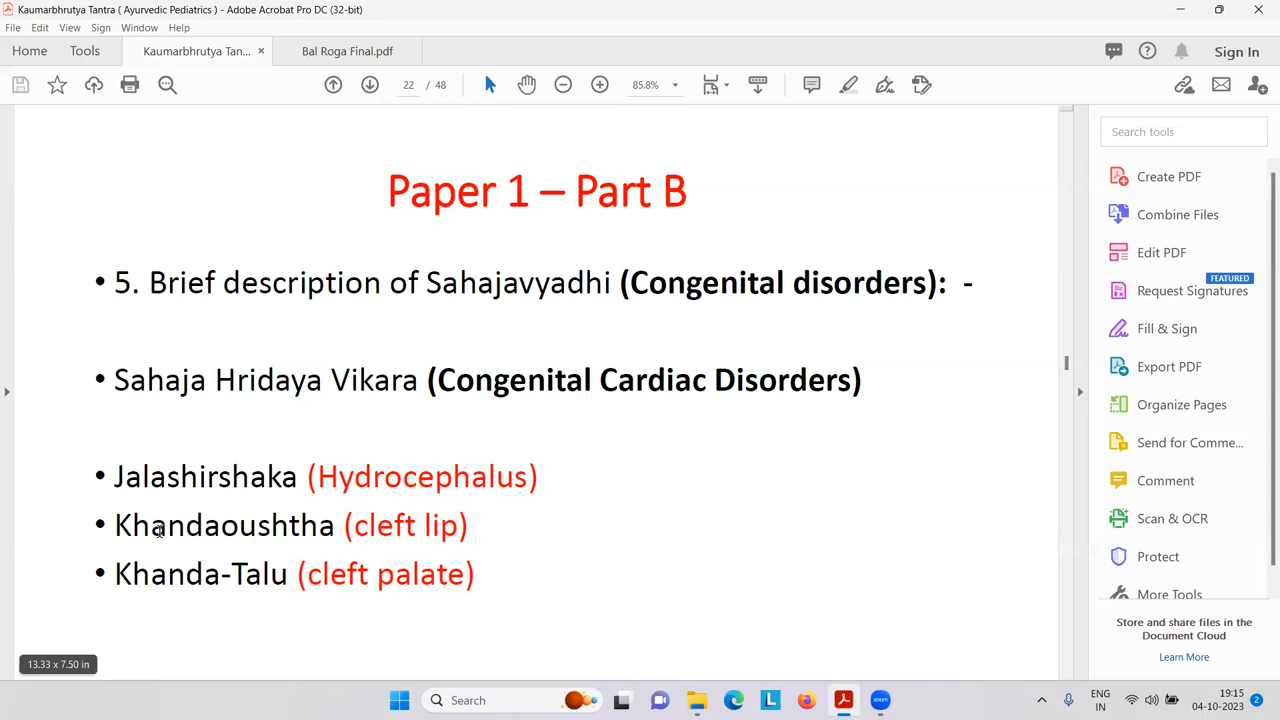 Kaumarbhrutya Tantra ( Ayurvedic Pediatrics ) - Adobe Acrobat Pro DC (32-bit)
File Edit View Sign Window Help
Home Tools Kaumarbhrutya Tan... × Bal Roga Final.pdf Sign In
22 / 48 85.8%
Search tools
Paper 1 – Part B
• 5. Brief description of Sahajavyadhi (Congenital disorders): -
• Sahaja Hridaya Vikara (Congenital Cardiac Disorders)
• Jalashirshaka (Hydrocephalus)
• Khandaoushtha (cleft lip)
• Khanda-Talu (cleft palate)
13.33 x 7.50 in
Create PDF
Combine Files
Edit PDF
FEATURED
Request Signatures
Fill & Sign
Export PDF
Organize Pages
Send for Comme...
Comment
Scan & OCR
Protect
More Tools
Store and share files in the
Document Cloud
Learn More
Search
zoom
ENG
IN
19:15
04-10-2023
2